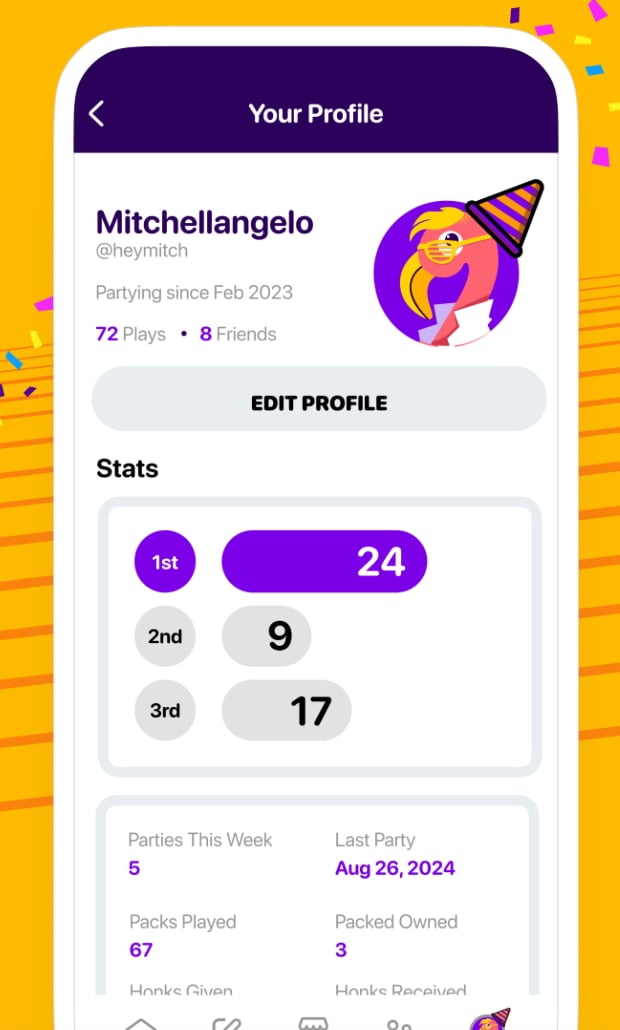 Your Profile
Mitchellangelo
@heymitch
Partying since Feb 2023
72 Plays • 8 Friends
EDIT PROFILE
Stats
1st 24
2nd 9
3rd 17
Parties This Week Last Party
5 Aug 26, 2024
Packs Played Packed Owned
67 3
Honks Given Honks Received